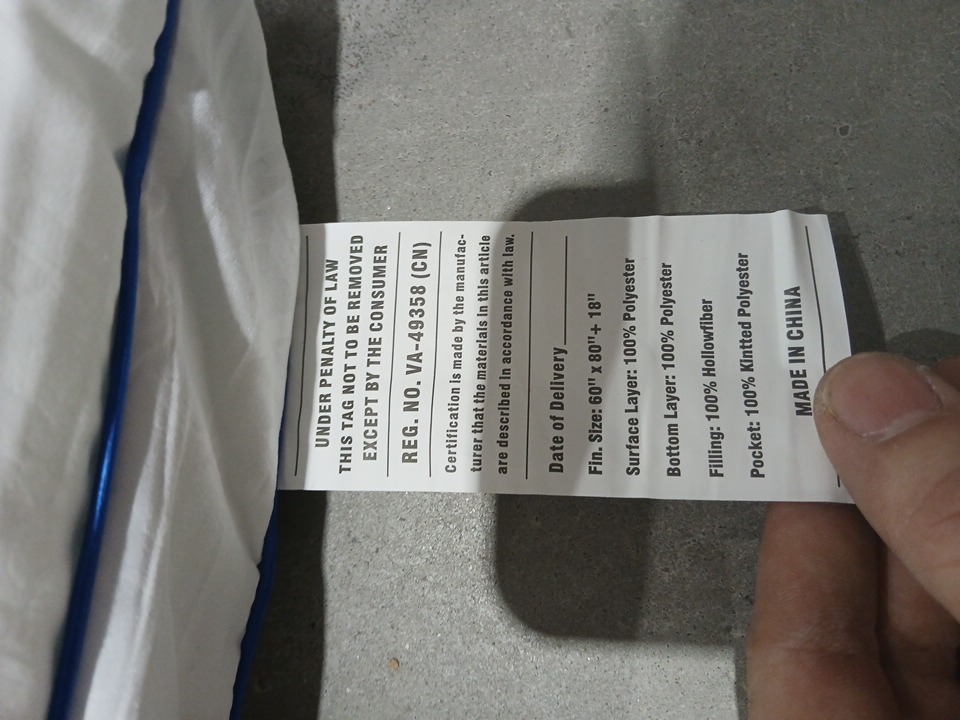 UNDER PENALTY OF LAW
THIS TAG NOT TO BE REMOVED
EXCEPT BY THE CONSUMER
REG. NO. VA-49358 (CN)
Certification is made by the manufac-
turer that the materials in this article
are described in accordance with law.
Date of Delivery
Fin. Size: 60" x 80"+ 18"
Surface Layer: 100% Polyester
Bottom Layer: 100% Polyester
Filling: 100% Hollowfiber
Pocket: 100% Kintted Polyester
MADE IN CHINA